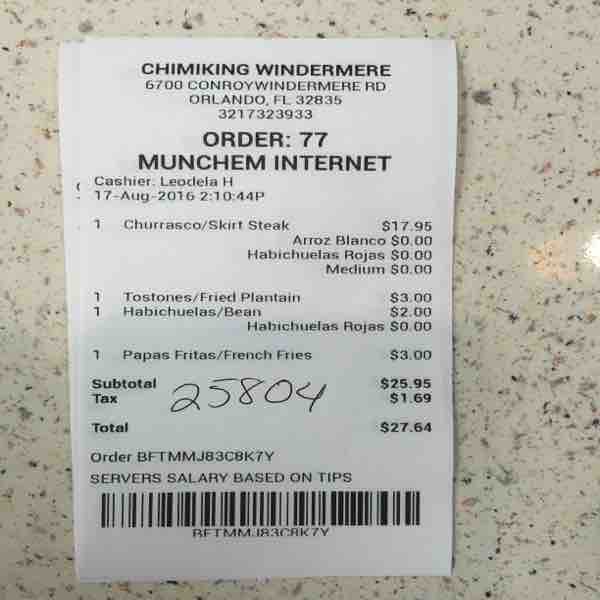 CHIMIKING WINDERMERE
6700 CONROYWINDERMERE RD
ORLANDO, FL 32835
3217323933
ORDER: 77
MUNCHEM INTERNET
Cashier: Leodela H
17-Aug-2016 2:10:44P
1 Churrasco/Skirt Steak $17.95
Arroz Blanco $0.00
Habichuelas Rojas $0.00
Medium $0.00
1 Tostones/Fried Plantain $3.00
1 Habichuelas/Bean $2.00
Habichuelas Rojas $0.00
1 Papas Fritas/French Fries $3.00
Subtotal $25.95
Tax $1.69
25804
Total $27.64
Order BFTMMJ83C8K7Y
SERVERS SALARY BASED ON TIPS
BFTMMJ83C8K7Y